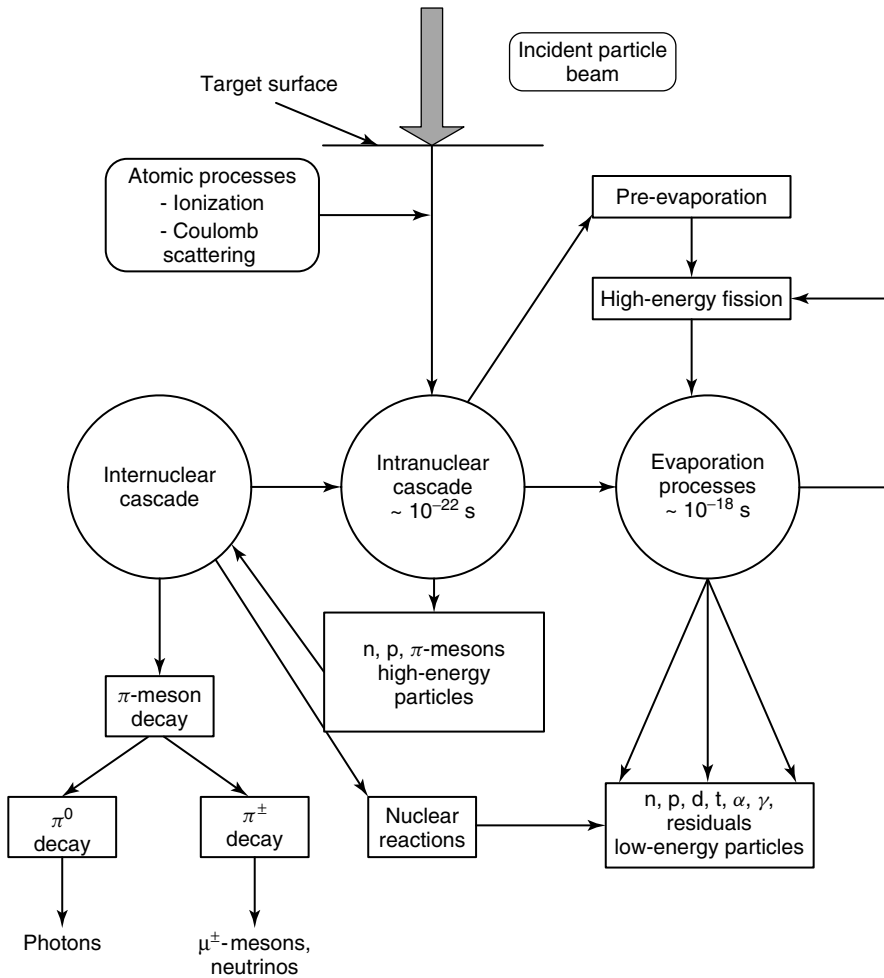 Incident particle
beam
Target surface
Atomic processes
- Ionization
- Coulomb
scattering
Pre-evaporation
High-energy fission
Internuclear
cascade
Intranuclear
cascade
~ 10⁻²² s
Evaporation
processes
~ 10⁻¹⁸ s
n, p, π-mesons
high-energy
particles
π-meson
decay
π⁰
decay
π±
decay
Nuclear
reactions
n, p, d, t, α, γ,
residuals
low-energy particles
Photons
μ±-mesons,
neutrinos